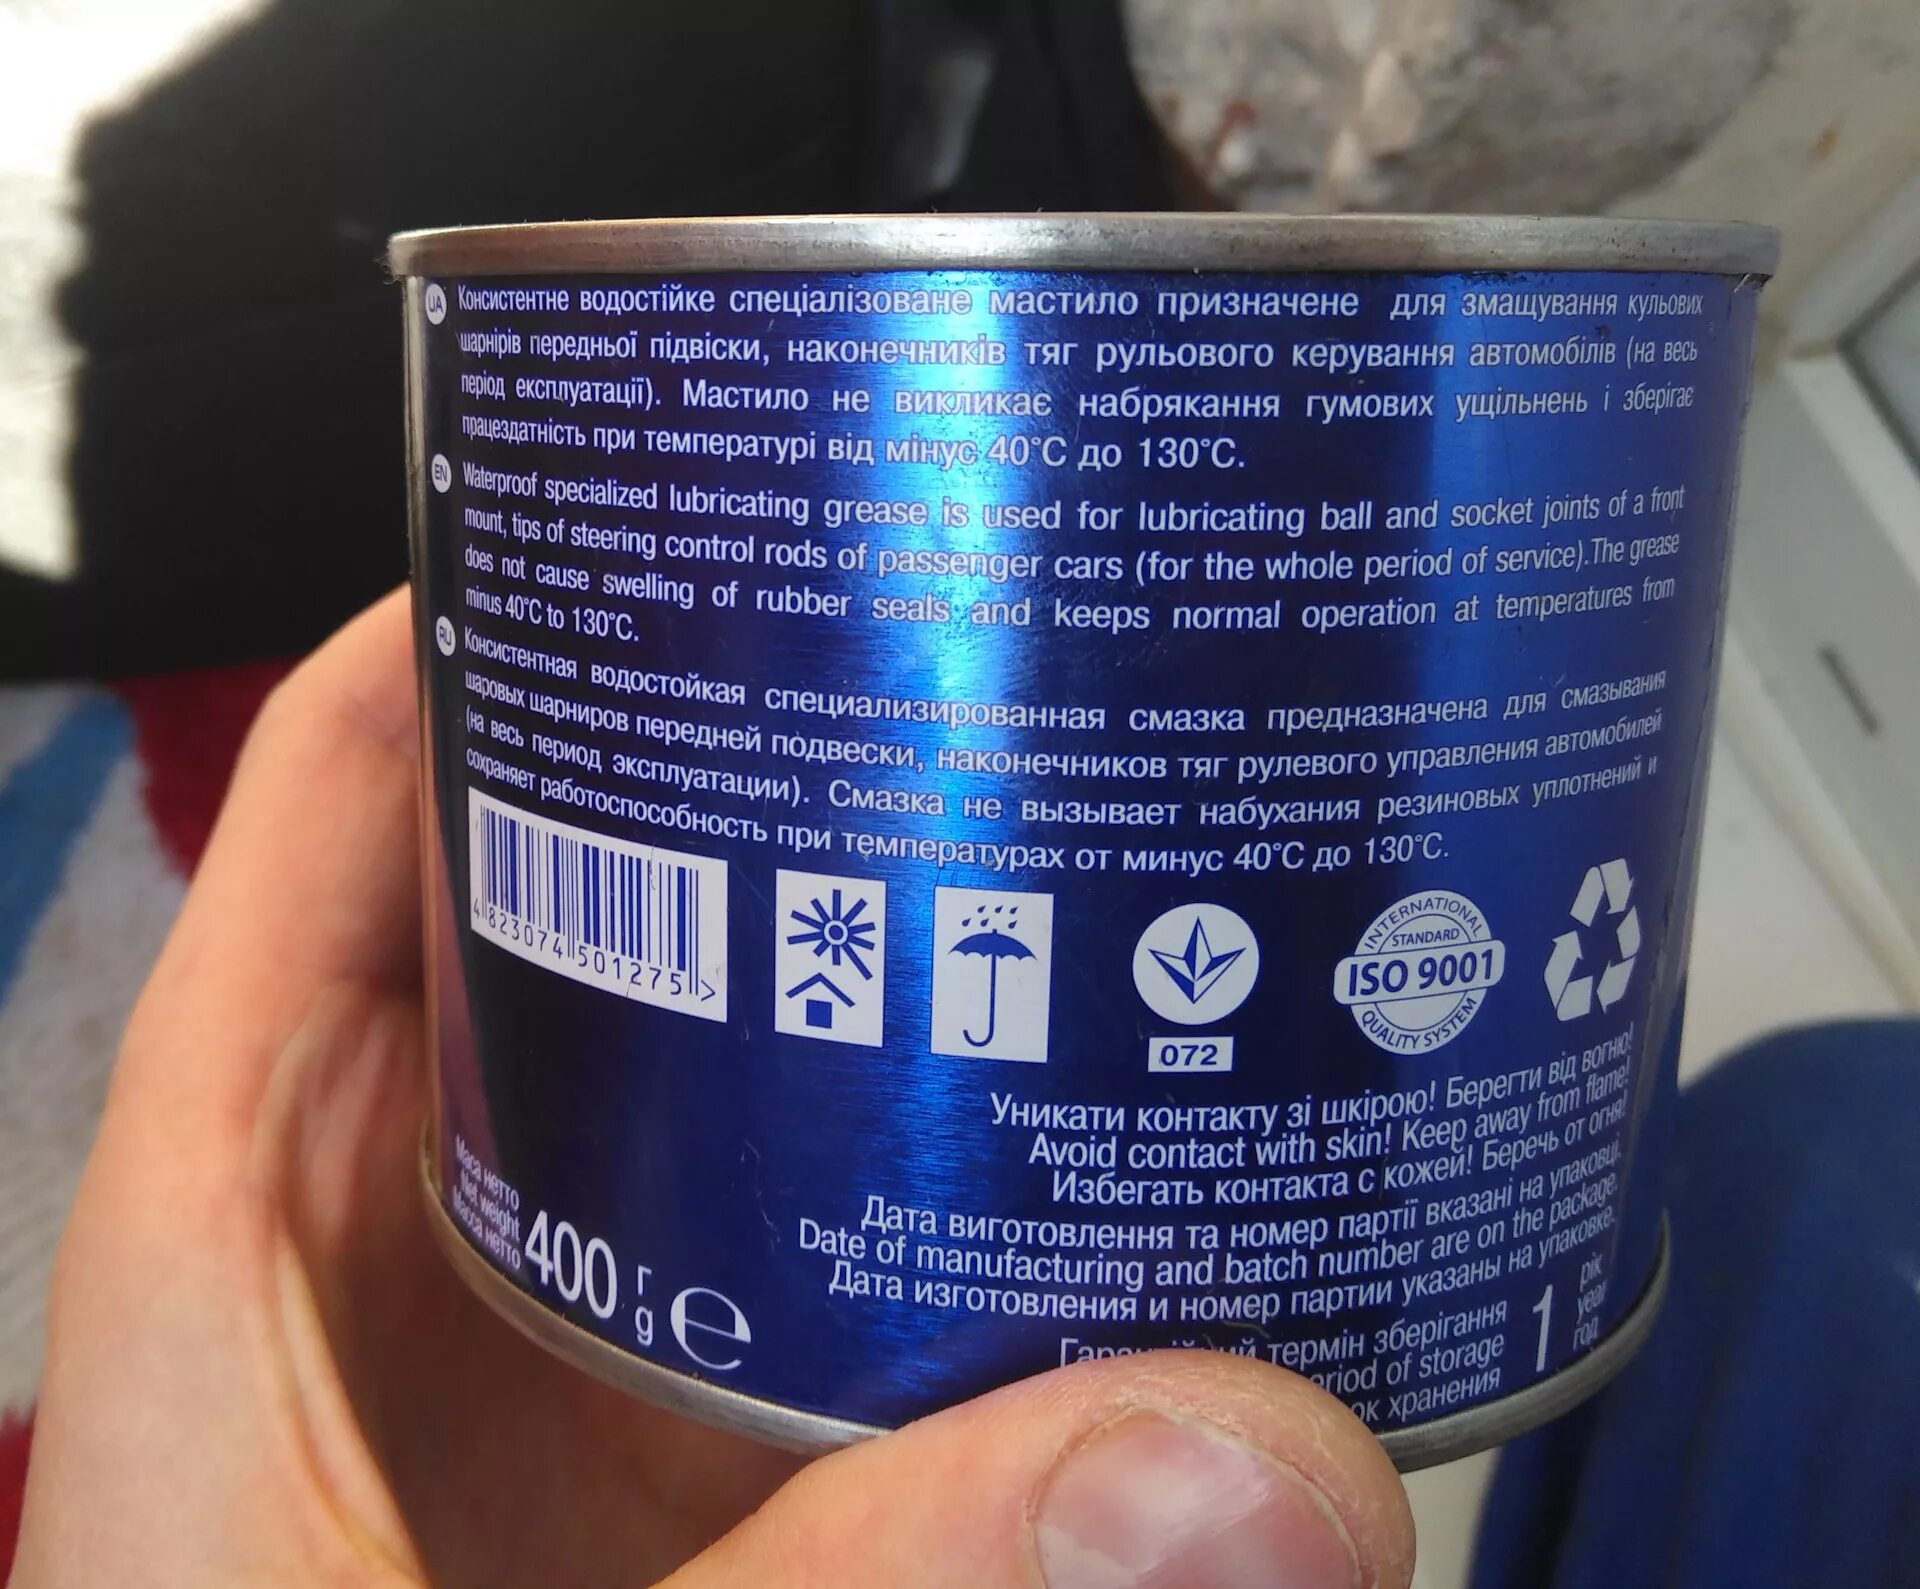 UA Консистентне водостійке спеціалізоване мастило призначене для змащування кульових
шарнірів передньої підвіски, наконечників тяг рульового керування автомобілів (на весь
період експлуатації). Мастило не викликає набрякання гумових ущільнень і зберігає
працездатність при температурі від мінус 40°С до 130°С.
EN Waterproof specialized lubricating grease is used for lubricating ball and socket joints of a front
mount, tips of steering control rods of passenger cars (for the whole period of service).The grease
does not cause swelling of rubber seals and keeps normal operation at temperatures from
minus 40°C to 130°C.
RU Консистентная водостойкая специализированная смазка предназначена для смазывания
шаровых шарниров передней подвески, наконечников тяг рулевого управления автомобилей
(на весь период эксплуатации). Смазка не вызывает набухания резиновых уплотнений и
сохраняет работоспособность при температурах от минус 40°С до 130°С.
4 823074 501275 >
072
INTERNATIONAL
STANDARD
ISO 9001
QUALITY SYSTEM
Уникати контакту зі шкірою! Берегти від вогню!
Avoid contact with skin! Keep away from flame!
Избегать контакта с кожей! Беречь от огня!
Дата виготовлення та номер партії вказані на упаковці.
Date of manufacturing and batch number are on the package.
Дата изготовления и номер партии указаны на упаковке.
Маса нетто
Net weight
Масса нетто
400 г
g e
термін зберігання
of storage
хранения
1 рік
year
год